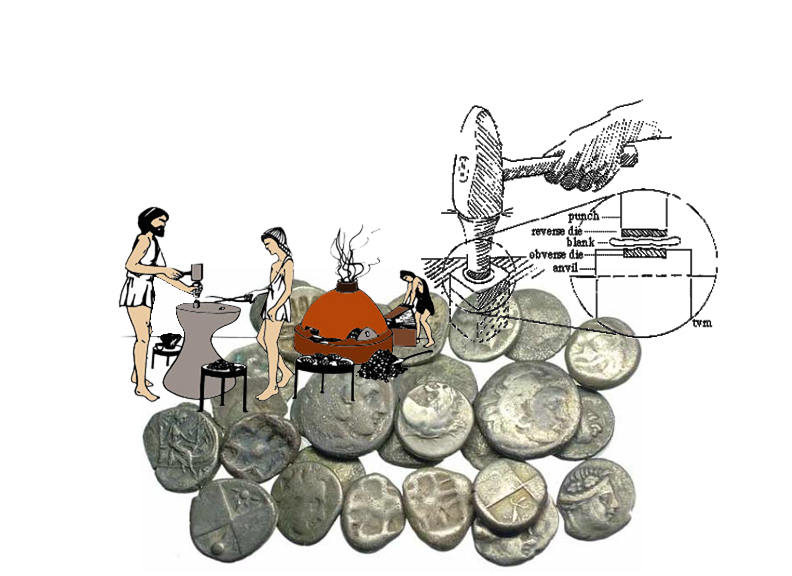 punch
reverse die
blank
obverse die
anvil
tvm